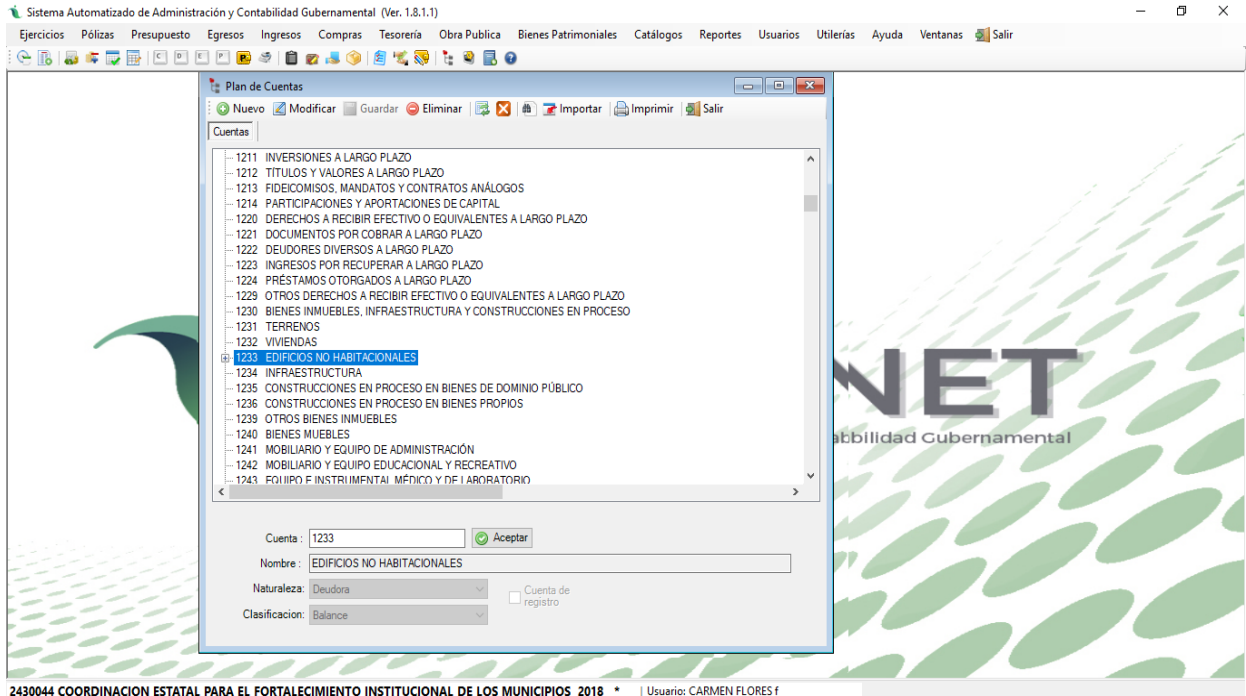 Sistema Automatizado de Administración y Contabilidad Gubernamental (Ver. 1.8.1.1)
Ejercicios Pólizas Presupuesto Egresos Ingresos Compras Tesorería Obra Publica Bienes Patrimoniales Catálogos Reportes Usuarios Utilerías Ayuda Ventanas Salir
Plan de Cuentas
Nuevo Modificar Guardar Eliminar Importar Imprimir Salir
Cuentas
1211 INVERSIONES A LARGO PLAZO
1212 TÍTULOS Y VALORES A LARGO PLAZO
1213 FIDEICOMISOS, MANDATOS Y CONTRATOS ANÁLOGOS
1214 PARTICIPACIONES Y APORTACIONES DE CAPITAL
1220 DERECHOS A RECIBIR EFECTIVO O EQUIVALENTES A LARGO PLAZO
1221 DOCUMENTOS POR COBRAR A LARGO PLAZO
1222 DEUDORES DIVERSOS A LARGO PLAZO
1223 INGRESOS POR RECUPERAR A LARGO PLAZO
1224 PRÉSTAMOS OTORGADOS A LARGO PLAZO
1229 OTROS DERECHOS A RECIBIR EFECTIVO O EQUIVALENTES A LARGO PLAZO
1230 BIENES INMUEBLES, INFRAESTRUCTURA Y CONSTRUCCIONES EN PROCESO
1231 TERRENOS
1232 VIVIENDAS
1233 EDIFICIOS NO HABITACIONALES
1234 INFRAESTRUCTURA
1235 CONSTRUCCIONES EN PROCESO EN BIENES DE DOMINIO PÚBLICO
1236 CONSTRUCCIONES EN PROCESO EN BIENES PROPIOS
1239 OTROS BIENES INMUEBLES
1240 BIENES MUEBLES
1241 MOBILIARIO Y EQUIPO DE ADMINISTRACIÓN
1242 MOBILIARIO Y EQUIPO EDUCACIONAL Y RECREATIVO
1243 EQUIPO E INSTRUMENTAL MÉDICO Y DE LABORATORIO
NET
abbilidad Gubernamental
Cuenta : 1233 Aceptar
Nombre : EDIFICIOS NO HABITACIONALES
Naturaleza: Deudora
Cuenta de registro
Clasificacion: Balance
2430044 COORDINACION ESTATAL PARA EL FORTALECIMIENTO INSTITUCIONAL DE LOS MUNICIPIOS 2018 * | Usuario: CARMEN FLORES f